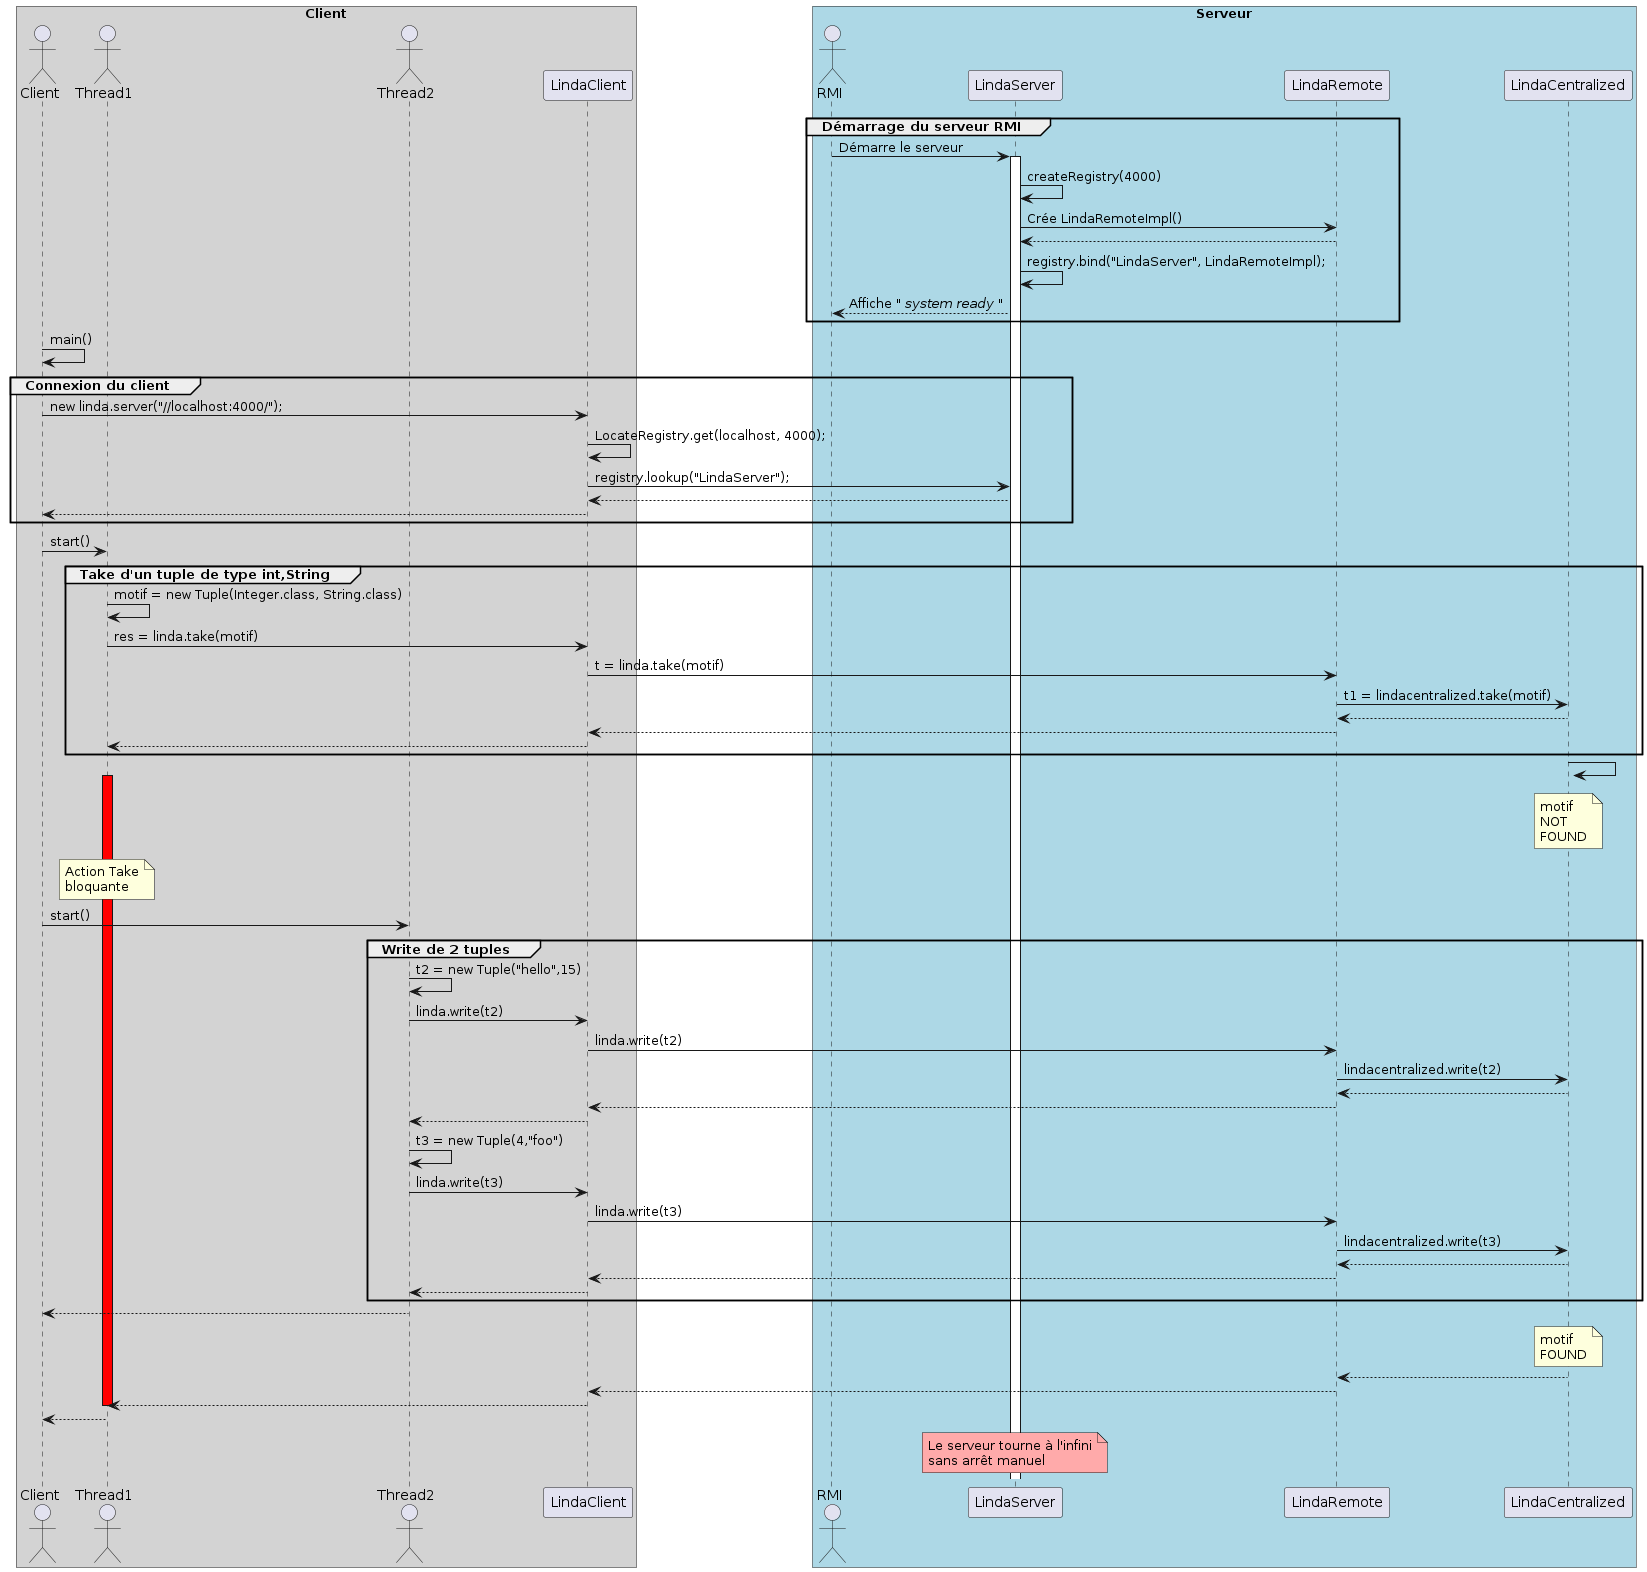 Client
Serveur
Client
Thread1
Thread2
LindaClient
RMI
LindaServer
LindaRemote
LindaCentralized
Démarrage du serveur RMI
Démarre le serveur
createRegistry(4000)
Crée LindaRemoteImpl()
registry.bind("LindaServer", LindaRemoteImpl);
Affiche " system ready "
main()
Connexion du client
new linda.server("//localhost:4000/");
LocateRegistry.get(localhost, 4000);
registry.lookup("LindaServer");
start()
Take d'un tuple de type int,String
motif = new Tuple(Integer.class, String.class)
res = linda.take(motif)
t = linda.take(motif)
t1 = lindacentralized.take(motif)
motif
NOT
FOUND
Action Take
bloquante
start()
Write de 2 tuples
t2 = new Tuple("hello",15)
linda.write(t2)
linda.write(t2)
lindacentralized.write(t2)
t3 = new Tuple(4,"foo")
linda.write(t3)
linda.write(t3)
lindacentralized.write(t3)
motif
FOUND
Le serveur tourne à l'infini
sans arrêt manuel
Client
Thread1
Thread2
LindaClient
RMI
LindaServer
LindaRemote
LindaCentralized